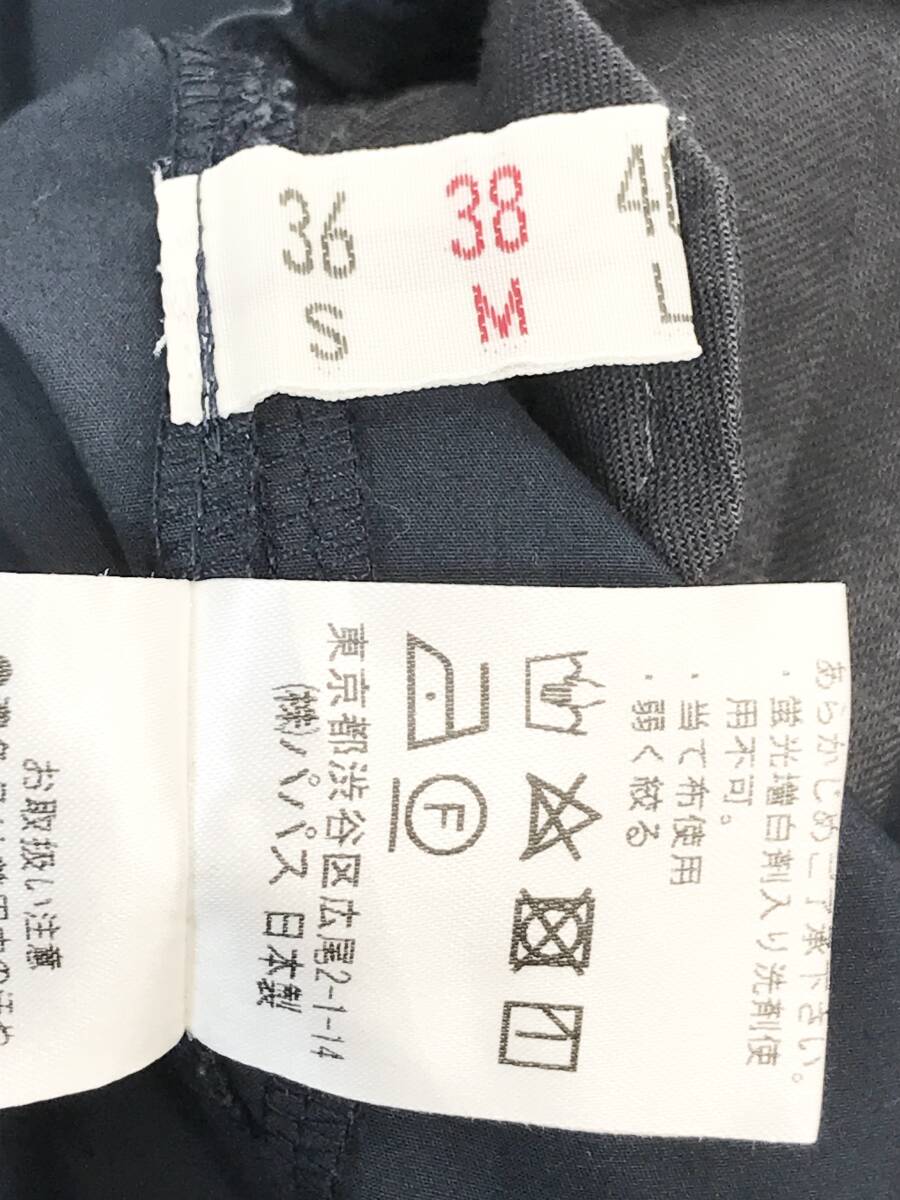 36 38
S M L
あらかじめご了承下さい。
・蛍光増白剤入り洗剤使
用不可。
・当て布使用
・弱く絞る
F
東京都渋谷区広尾2-1-14
(株)パパス 日本製
お取扱い注意